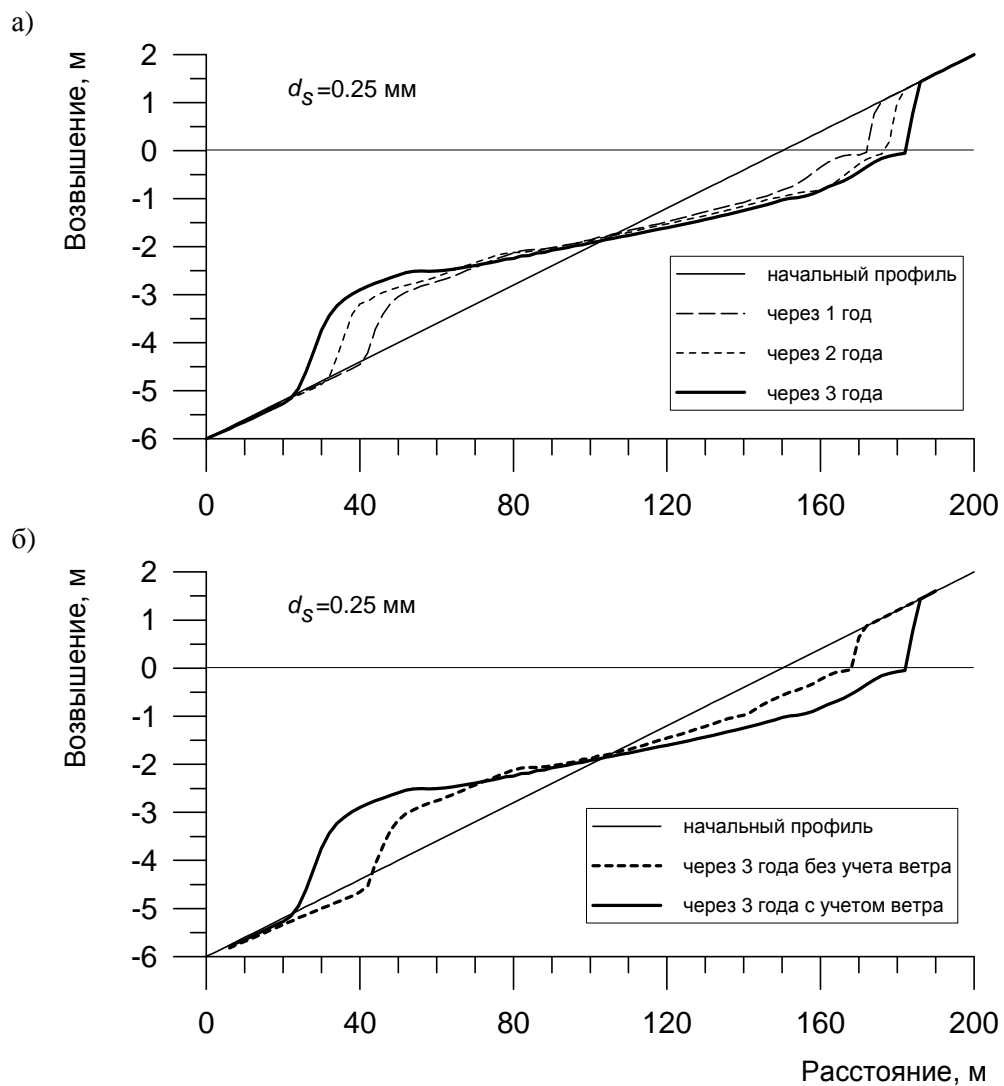 а)
Возвышение, м
2
1
0
-1
-2
-3
-4
-5
-6
dS=0.25 мм
начальный профиль
через 1 год
через 2 года
через 3 года
0 40 80 120 160 200
б)
Возвышение, м
2
1
0
-1
-2
-3
-4
-5
-6
dS=0.25 мм
начальный профиль
через 3 года без учета ветра
через 3 года с учетом ветра
0 40 80 120 160 200
Расстояние, м